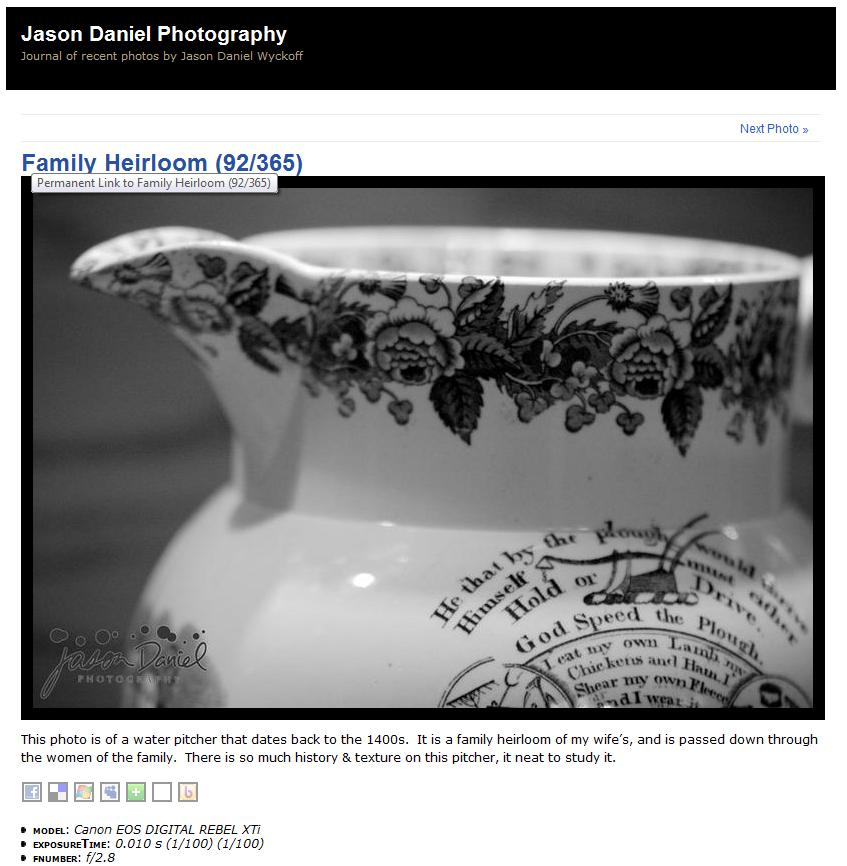 Jason Daniel Photography
Journal of recent photos by Jason Daniel Wyckoff
Next Photo »
Family Heirloom (92/365)
Permanent Link to Family Heirloom (92/365)
He that by the plough would thrive
Himself must either
Hold or Drive.
God Speed the Plough.
I eat my own Lamb, my
Chickens and Ham, I
Shear my own Fleece
and I wear it
Jason Daniel
PHOTOGRAPHY
This photo is of a water pitcher that dates back to the 1400s.  It is a family heirloom of my wife's, and is passed down through
the women of the family.  There is so much history & texture on this pitcher, it neat to study it.
MODEL: Canon EOS DIGITAL REBEL XTi
EXPOSURETIME: 0.010 s (1/100) (1/100)
FNUMBER: f/2.8